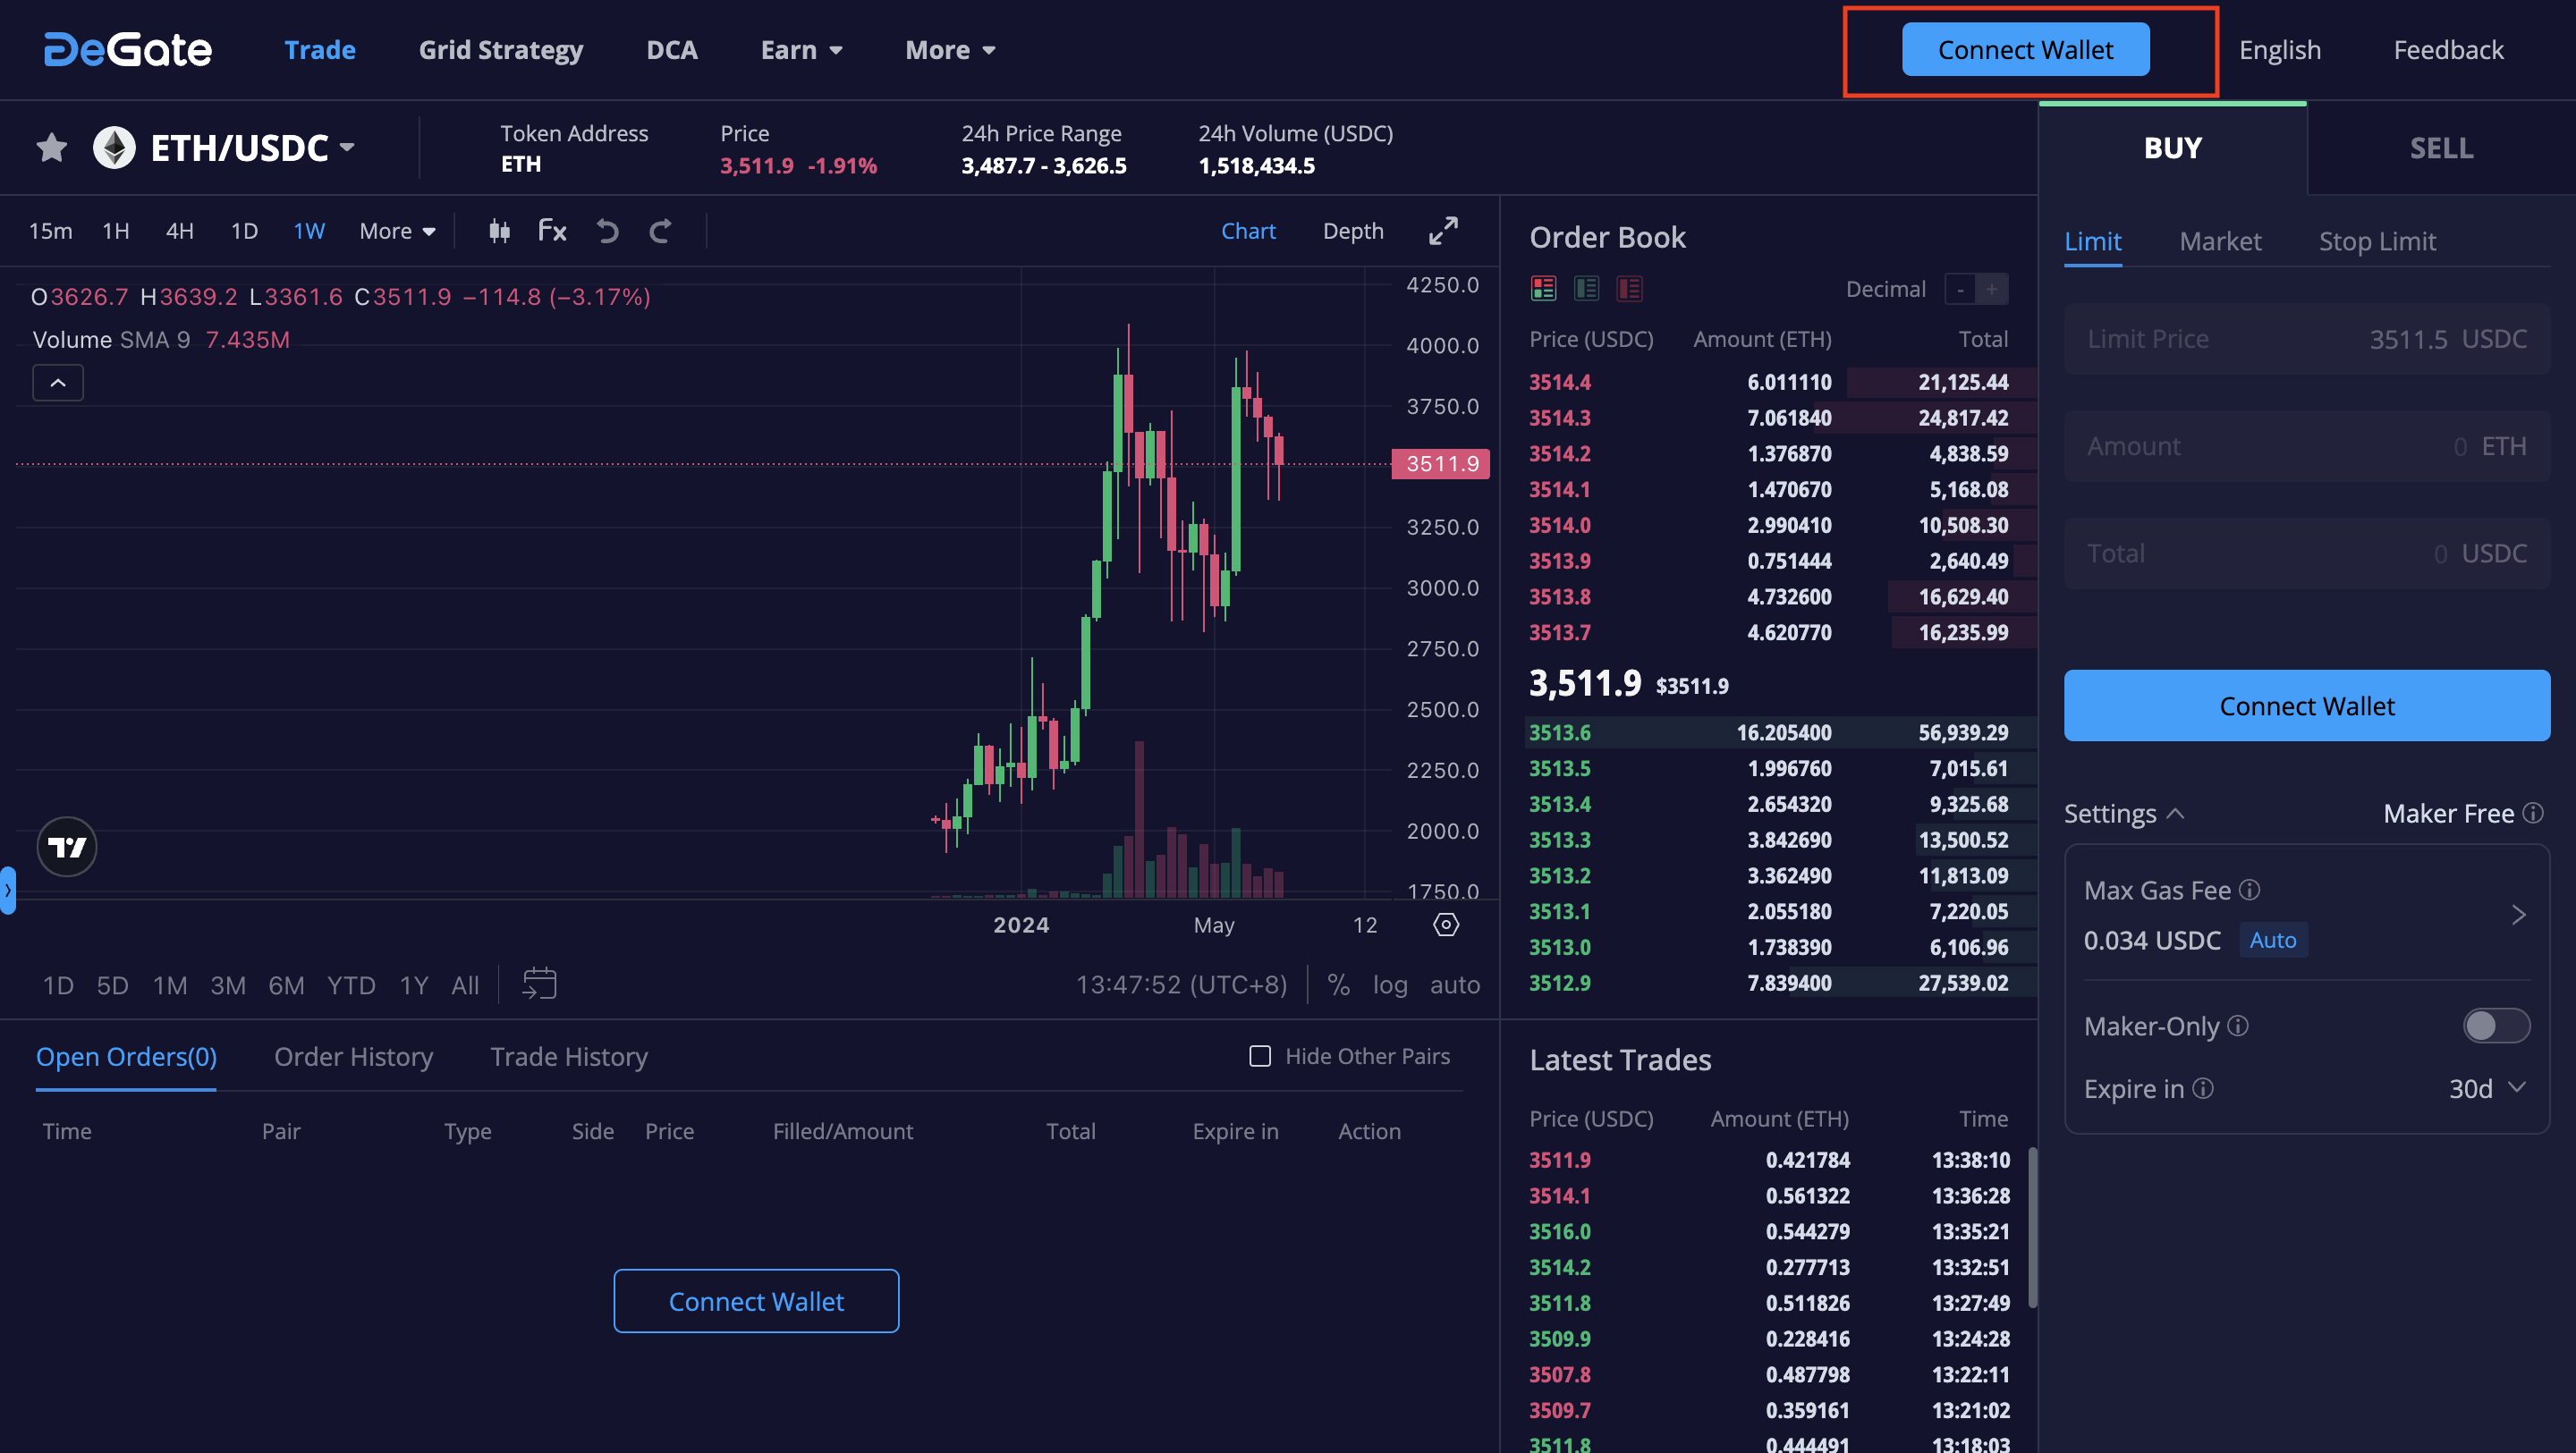 DeGate Trade Grid Strategy DCA Earn More Connect Wallet English Feedback
ETH/USDC
Token Address
ETH
Price
3,511.9 -1.91%
24h Price Range
3,487.7 - 3,626.5
24h Volume (USDC)
1,518,434.5
15m 1H 4H 1D 1W More Fx Chart Depth
O3626.7 H3639.2 L3361.6 C3511.9 −114.8 (−3.17%)
Volume SMA 9 7.435M
4250.0
4000.0
3750.0
3511.9
3250.0
3000.0
2750.0
2500.0
2250.0
2000.0
1750.0
2024 May 12
1D 5D 1M 3M 6M YTD 1Y All 13:47:52 (UTC+8) % log auto
Open Orders(0) Order History Trade History Hide Other Pairs
Time Pair Type Side Price Filled/Amount Total Expire in Action
Connect Wallet
Order Book
Decimal - +
Price (USDC) Amount (ETH) Total
3514.4 6.011110 21,125.44
3514.3 7.061840 24,817.42
3514.2 1.376870 4,838.59
3514.1 1.470670 5,168.08
3514.0 2.990410 10,508.30
3513.9 0.751444 2,640.49
3513.8 4.732600 16,629.40
3513.7 4.620770 16,235.99
3,511.9 $3511.9
3513.6 16.205400 56,939.29
3513.5 1.996760 7,015.61
3513.4 2.654320 9,325.68
3513.3 3.842690 13,500.52
3513.2 3.362490 11,813.09
3513.1 2.055180 7,220.05
3513.0 1.738390 6,106.96
3512.9 7.839400 27,539.02
Latest Trades
Price (USDC) Amount (ETH) Time
3511.9 0.421784 13:38:10
3514.1 0.561322 13:36:28
3516.0 0.544279 13:35:21
3514.2 0.277713 13:32:51
3511.8 0.511826 13:27:49
3509.9 0.228416 13:24:28
3507.8 0.487798 13:22:11
3509.7 0.359161 13:21:02
3511.8 0.444491 13:18:03
BUY SELL
Limit Market Stop Limit
Limit Price 3511.5 USDC
Amount 0 ETH
Total 0 USDC
Connect Wallet
Settings Maker Free
Max Gas Fee
0.034 USDC Auto
Maker-Only
Expire in 30d